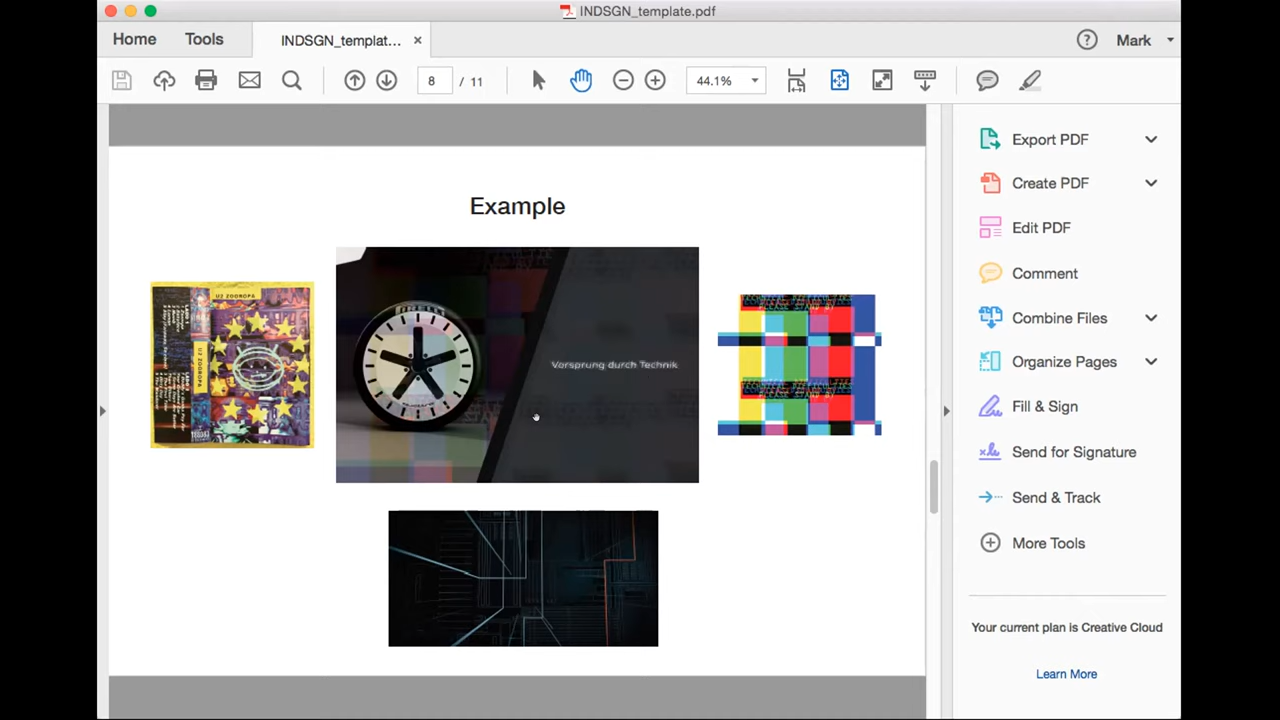 INDSGN_template.pdf
Home
Tools
INDSGN_templat...
Mark
8 / 11
44.1%
Example
U2 ZOOROPA
U2 ZOOROPA
Vorsprung durch Technik
Export PDF
Create PDF
Edit PDF
Comment
Combine Files
Organize Pages
Fill & Sign
Send for Signature
Send & Track
More Tools
Your current plan is Creative Cloud
Learn More